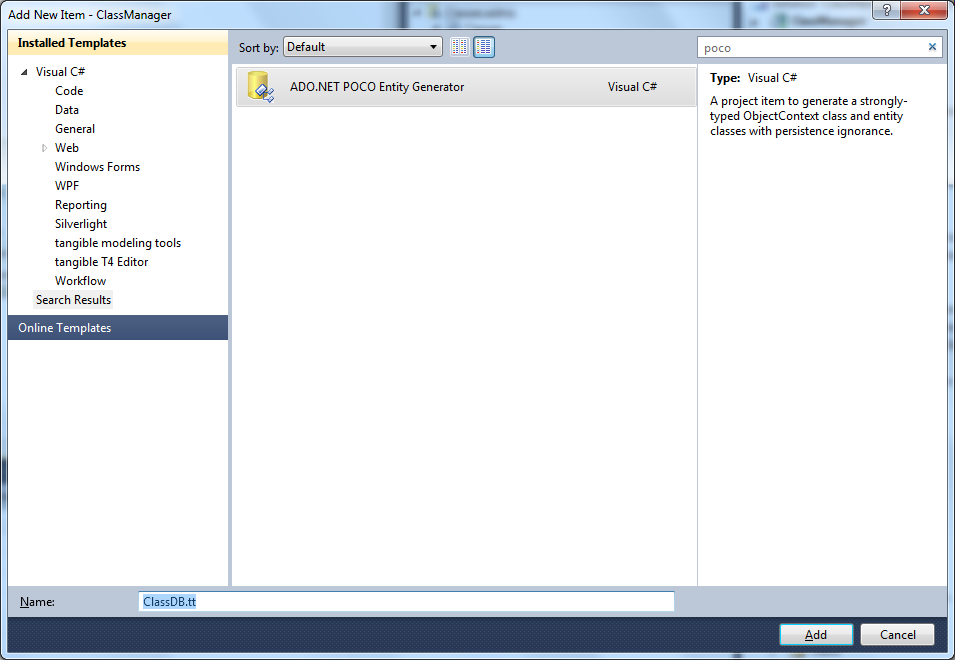 Add New Item - ClassManager
?
Installed Templates
Visual C#
Code
Data
General
Web
Windows Forms
WPF
Reporting
Silverlight
tangible modeling tools
tangible T4 Editor
Workflow
Search Results
Online Templates
Sort by: Default
ADO.NET POCO Entity Generator Visual C#
poco
Type: Visual C#
A project item to generate a strongly-
typed ObjectContext class and entity
classes with persistence ignorance.
Name: ClassDB.tt
Add Cancel